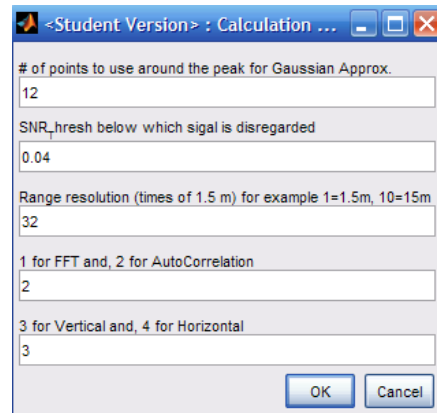 <Student Version> : Calculation ...
# of points to use around the peak for Gaussian Approx.
12
SNR_Thresh below which sigal is disregarded
0.04
Range resolution (times of 1.5 m) for example 1=1.5m, 10=15m
32
1 for FFT and, 2 for AutoCorrelation
2
3 for Vertical and, 4 for Horizontal
3
OK Cancel